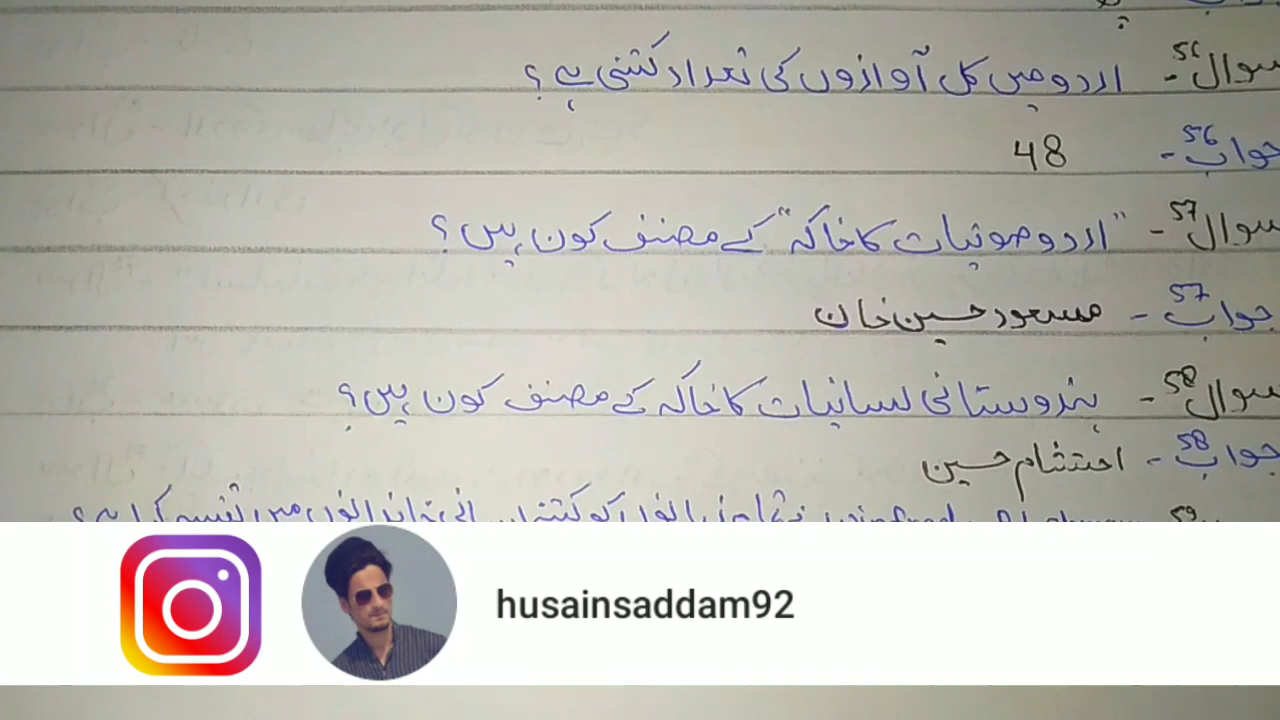 سوال 56- اردو میں کل آوازوں کی تعداد کتنی ہے؟
جواب 56- 48
سوال 57- "اردو صوتیات کا خاکہ" کے مصنف کون ہیں؟
جواب 57- مسعود حسین خان
سوال 58- ہندوستانی لسانیات کا خاکہ کے مصنف کون ہیں؟
جواب 58- احتشام حسین
59
husainsaddam92